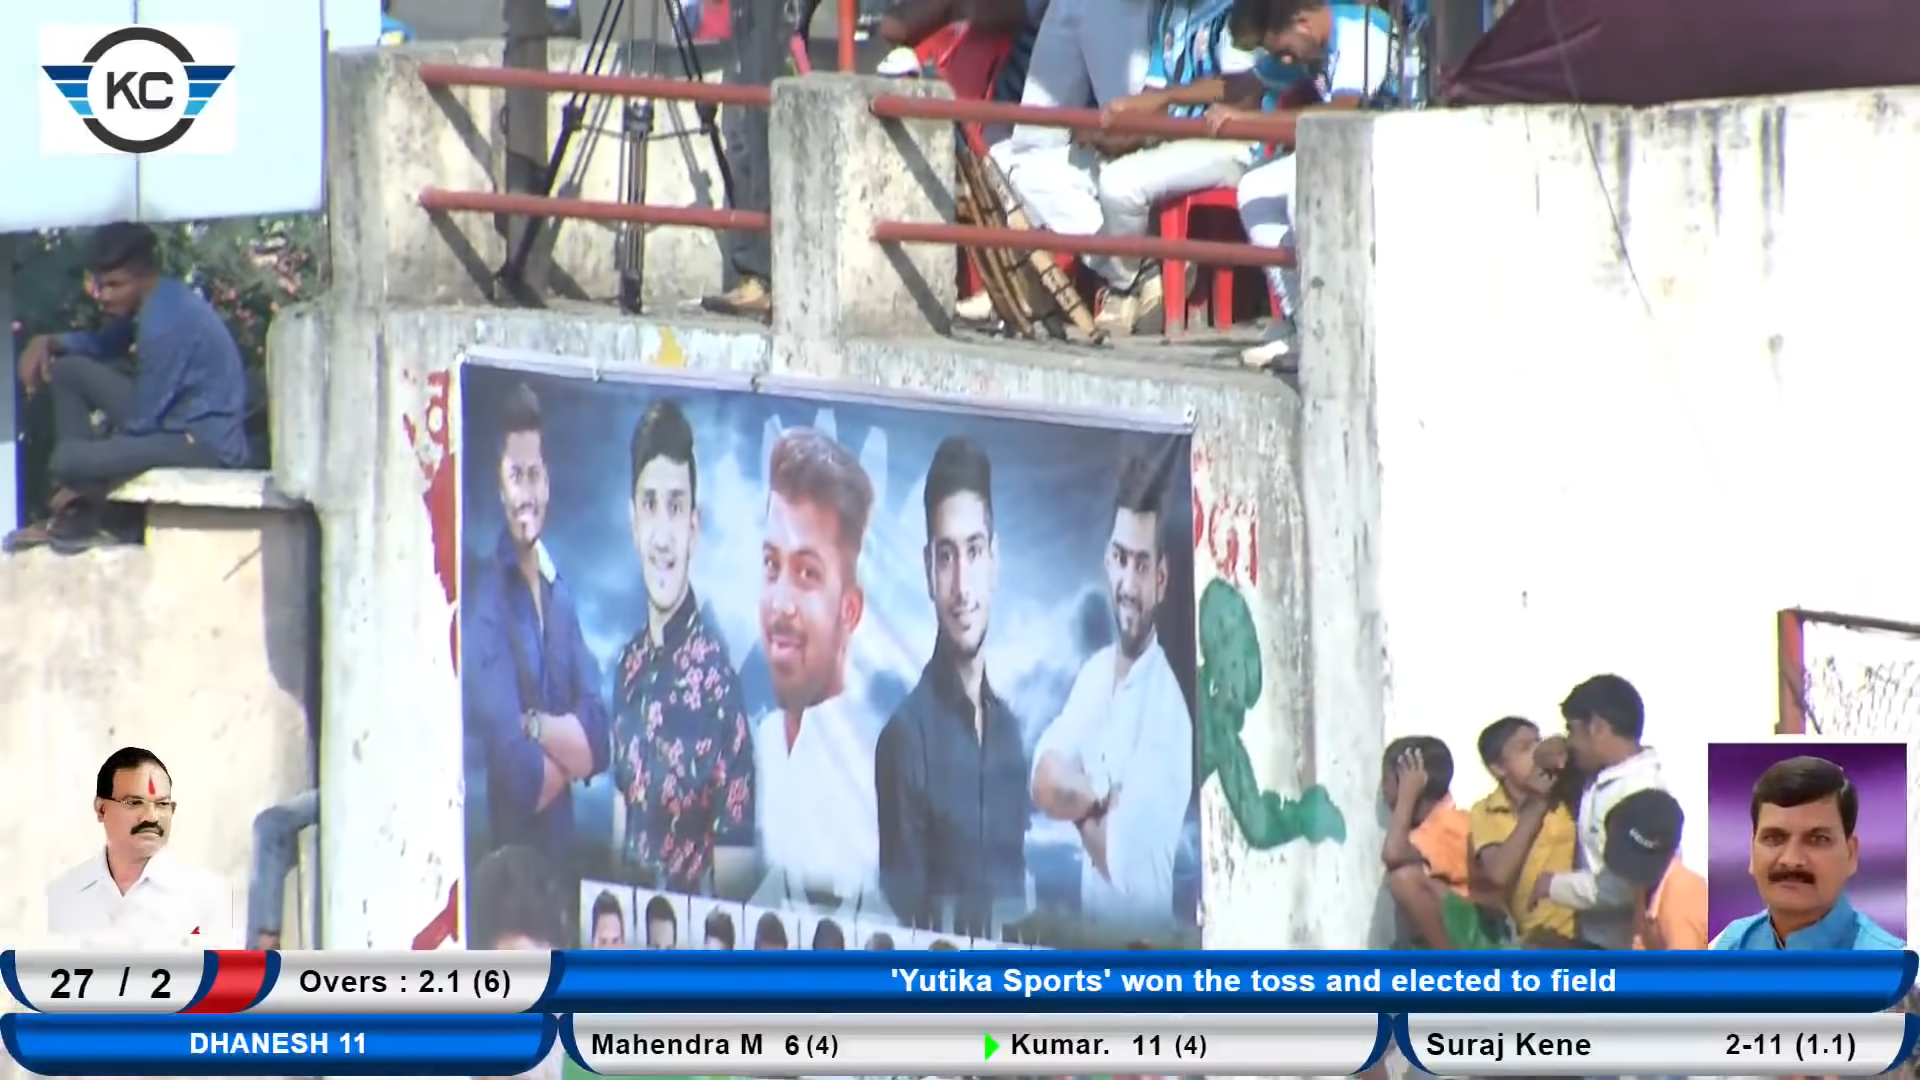 KC
27 / 2
Overs : 2.1 (6)
'Yutika Sports' won the toss and elected to field
DHANESH 11
Mahendra M 6 (4)
Kumar. 11 (4)
Suraj Kene 2-11 (1.1)